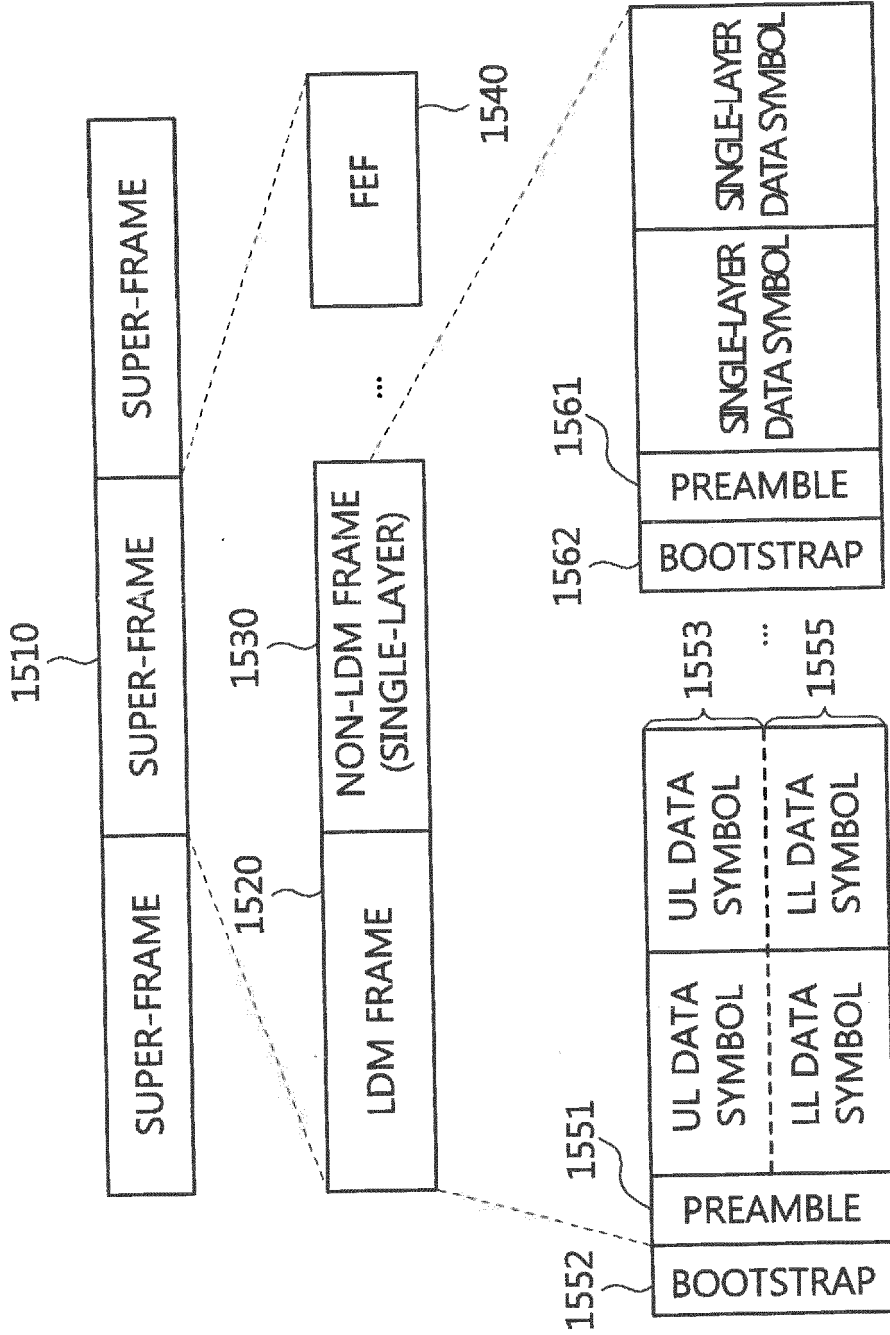 1510
SUPER-FRAME
SUPER-FRAME
SUPER-FRAME
1520
1530
LDM FRAME
NON-LDM FRAME
(SINGLE-LAYER)
...
FEF
1540
1552
1551
BOOTSTRAP
PREAMBLE
UL DATA
SYMBOL
UL DATA
SYMBOL
LL DATA
SYMBOL
LL DATA
SYMBOL
1553
...
1555
1562
1561
BOOTSTRAP
PREAMBLE
SINGLE-LAYER
DATA SYMBOL
SINGLE-LAYER
DATA SYMBOL